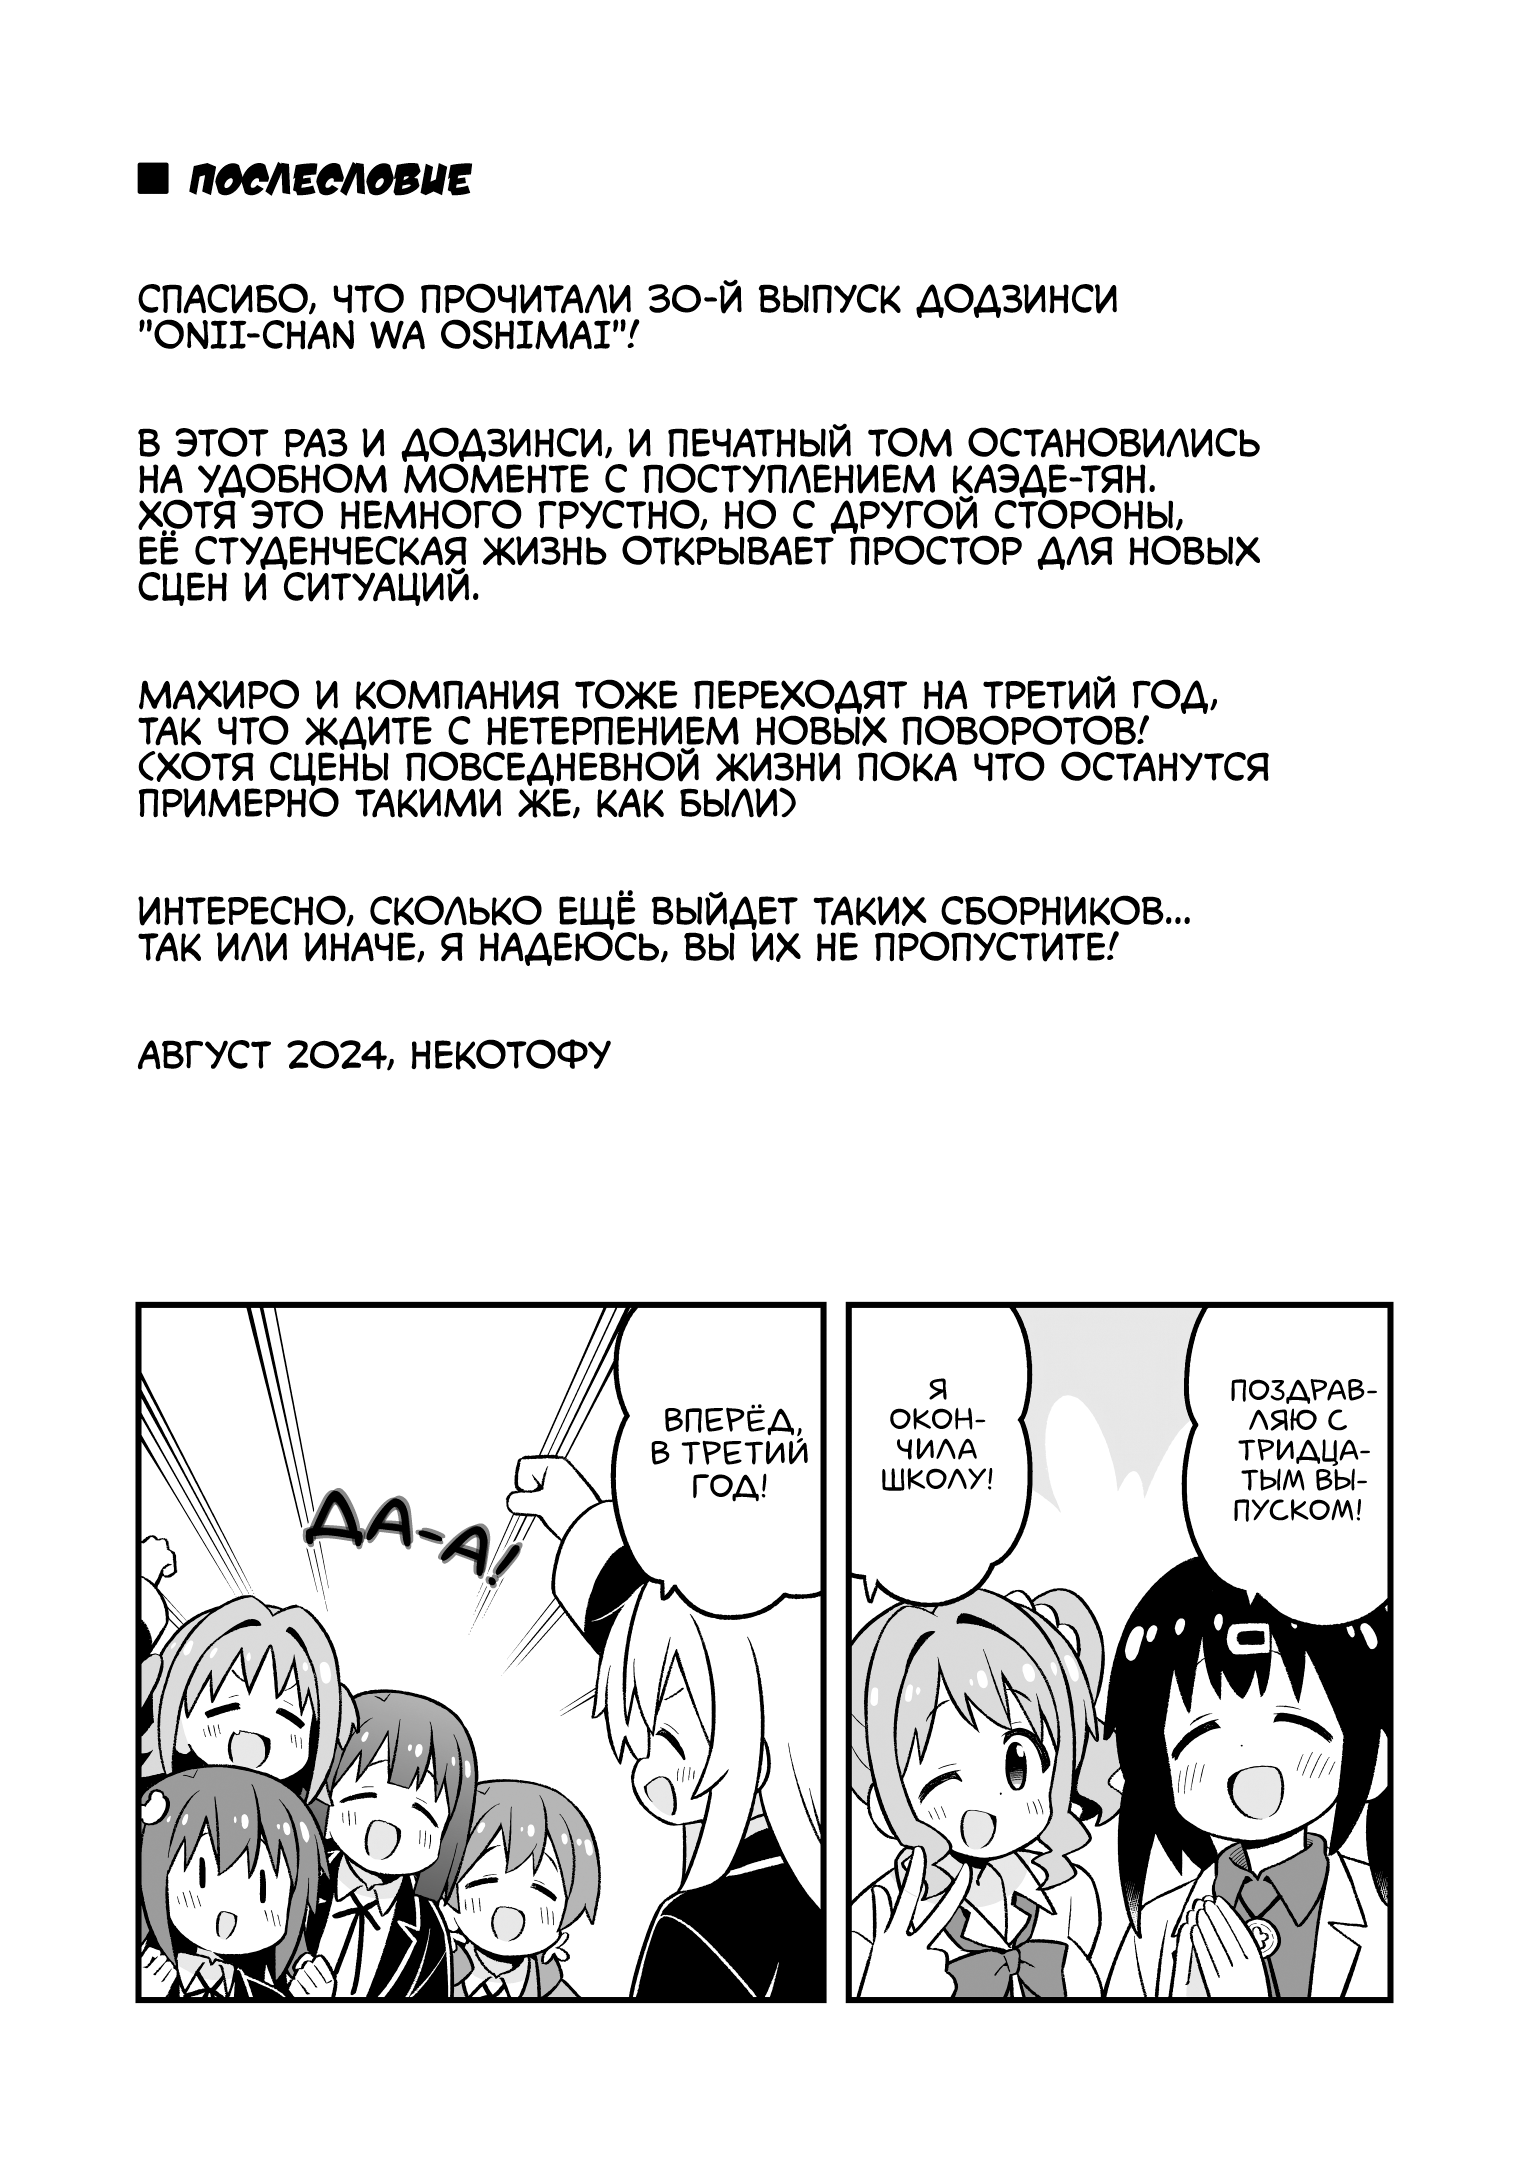 ■ ПОСЛЕСЛОВИЕ
СПАСИБО, ЧТО ПРОЧИТАЛИ 30-Й ВЫПУСК ДОДЗИНСИ
"ONII-CHAN WA OSHIMAI"!
В ЭТОТ РАЗ И ДОДЗИНСИ, И ПЕЧАТНЫЙ ТОМ ОСТАНОВИЛИСЬ
НА УДОБНОМ МОМЕНТЕ С ПОСТУПЛЕНИЕМ КАЭДЕ-ТЯН.
ХОТЯ ЭТО НЕМНОГО ГРУСТНО, НО С ДРУГОЙ СТОРОНЫ,
ЕЁ СТУДЕНЧЕСКАЯ ЖИЗНЬ ОТКРЫВАЕТ ПРОСТОР ДЛЯ НОВЫХ
СЦЕН И СИТУАЦИЙ.
МАХИРО И КОМПАНИЯ ТОЖЕ ПЕРЕХОДЯТ НА ТРЕТИЙ ГОД,
ТАК ЧТО ЖДИТЕ С НЕТЕРПЕНИЕМ НОВЫХ ПОВОРОТОВ!
(ХОТЯ СЦЕНЫ ПОВСЕДНЕВНОЙ ЖИЗНИ ПОКА ЧТО ОСТАНУТСЯ
ПРИМЕРНО ТАКИМИ ЖЕ, КАК БЫЛИ)
ИНТЕРЕСНО, СКОЛЬКО ЕЩЁ ВЫЙДЕТ ТАКИХ СБОРНИКОВ...
ТАК ИЛИ ИНАЧЕ, Я НАДЕЮСЬ, ВЫ ИХ НЕ ПРОПУСТИТЕ!
АВГУСТ 2024, НЕКОТОФУ
ПОЗДРАВ-
ЛЯЮ С
ТРИДЦА-
ТЫМ ВЫ-
ПУСКОМ!
Я
ОКОН-
ЧИЛА
ШКОЛУ!
ВПЕРЁД,
В ТРЕТИЙ
ГОД!
ДА-А!